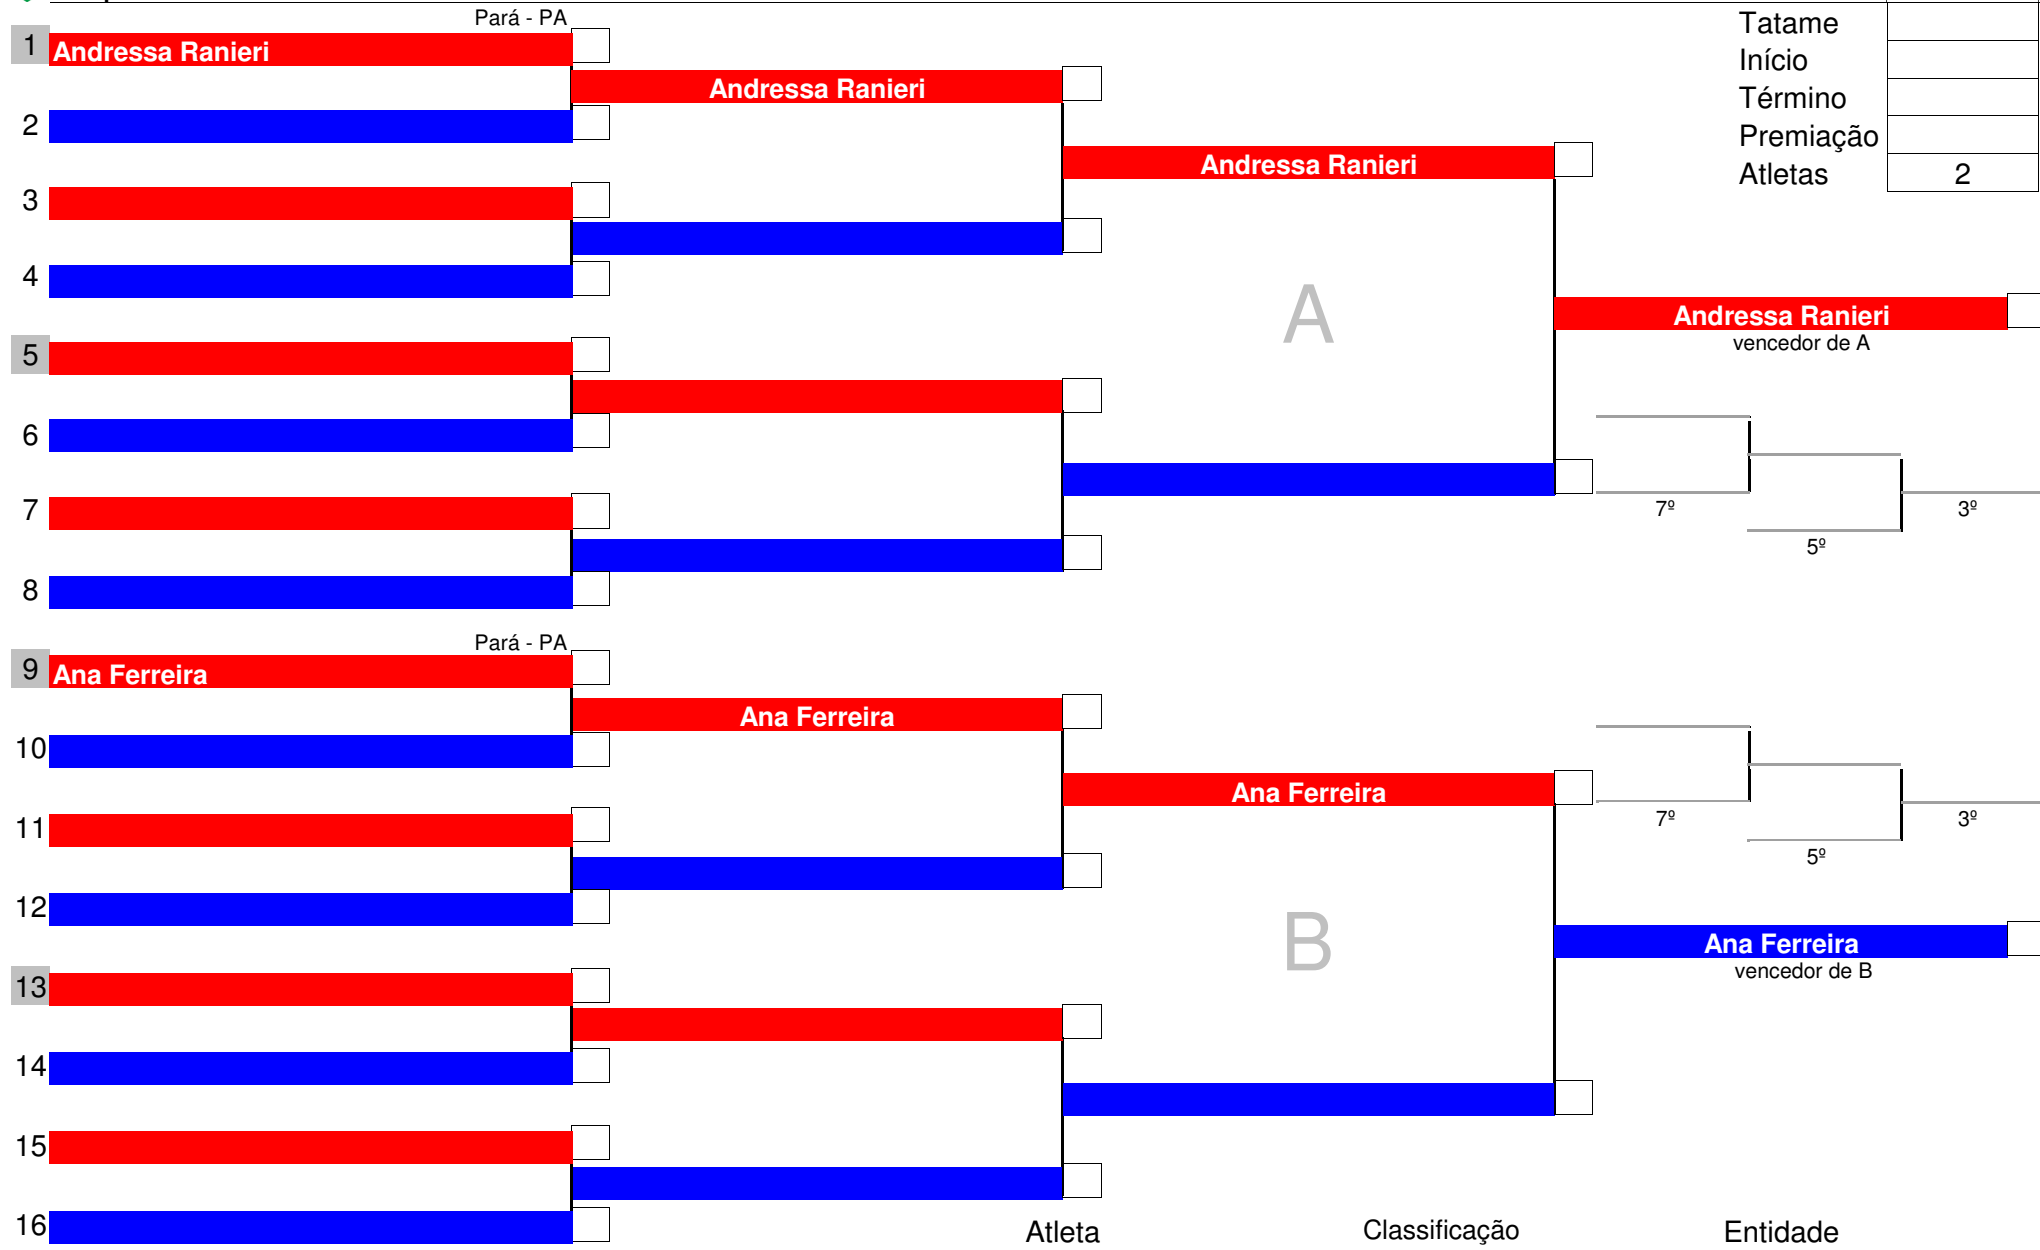 Pará - PA
Tatame
1 Andressa Ranieri
Início
Andressa Ranieri
Término
2
Premiação
Andressa Ranieri
Atletas 2
3
4
A
Andressa Ranieri
vencedor de A
5
6
7
7º 3º
5º
8
Pará - PA
9 Ana Ferreira
Ana Ferreira
10
Ana Ferreira
11
7º 3º
5º
12
B
Ana Ferreira
vencedor de B
13
14
15
16
Atleta Classificação Entidade